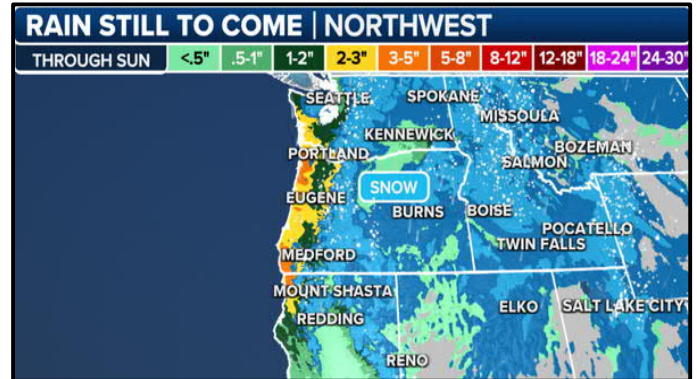 RAIN STILL TO COME | NORTHWEST
THROUGH SUN <.5" .5-1" 1-2" 2-3" 3-5" 5-8" 8-12" 12-18" 18-24" 24-30"
SEATTLE SPOKANE
MISSOULA
KENNEWICK
BOZEMAN
PORTLAND
SALMON
SNOW
EUGENE
BURNS BOISE
POCATELLO
TWIN FALLS
MEDFORD
MOUNT SHASTA
ELKO SALT LAKE CITY
REDDING
RENO